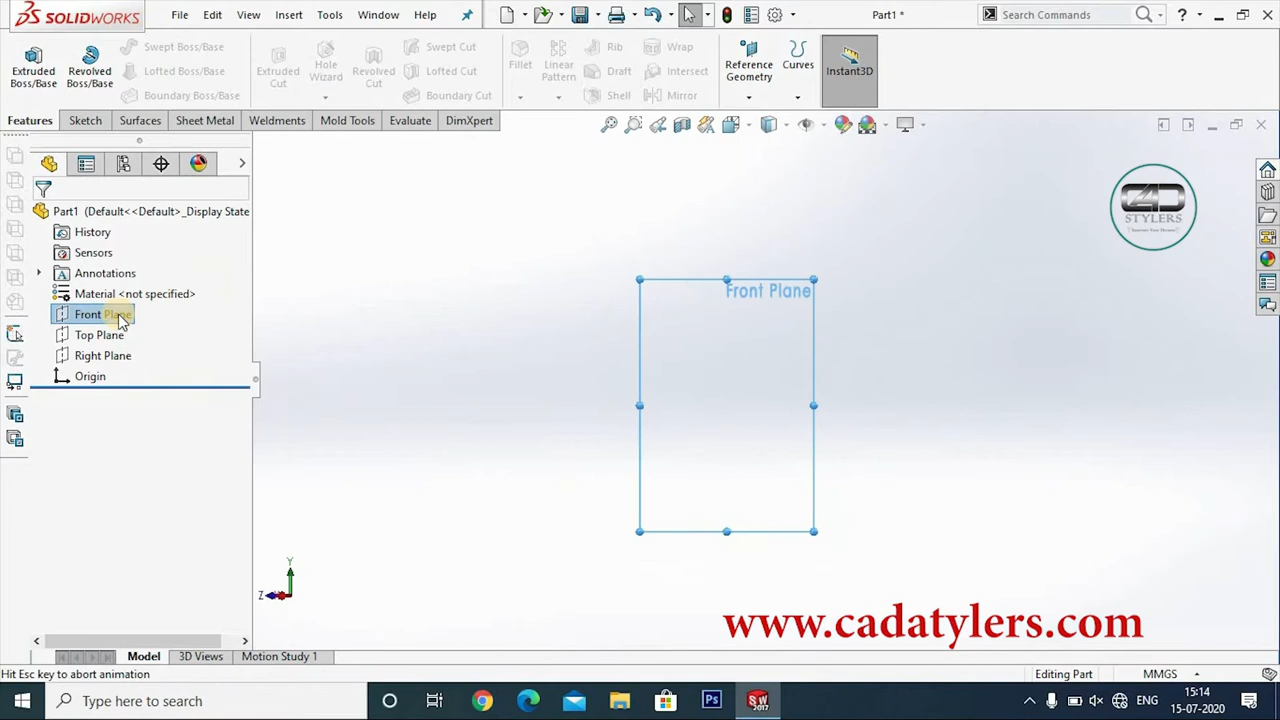 SOLIDWORKS File Edit View Insert Tools Window Help Part1 * Search Commands ?
Extruded Boss/Base
Revolved Boss/Base
Swept Boss/Base
Lofted Boss/Base
Boundary Boss/Base
Extruded Cut
Hole Wizard
Revolved Cut
Swept Cut
Lofted Cut
Boundary Cut
Fillet
Linear Pattern
Rib
Draft
Shell
Wrap
Intersect
Mirror
Reference Geometry
Curves
Instant3D
Features Sketch Surfaces Sheet Metal Weldments Mold Tools Evaluate DimXpert
Part1 (Default<<Default>_Display State
History
Sensors
Annotations
Material <not specified>
Front Plane
Top Plane
Right Plane
Origin
Front Plane
STYLERS
Y
Z
www.cadatylers.com
Model 3D Views Motion Study 1
Hit Esc key to abort animation Editing Part MMGS
Type here to search
Ps
SW
2017
ENG
15:14
15-07-2020